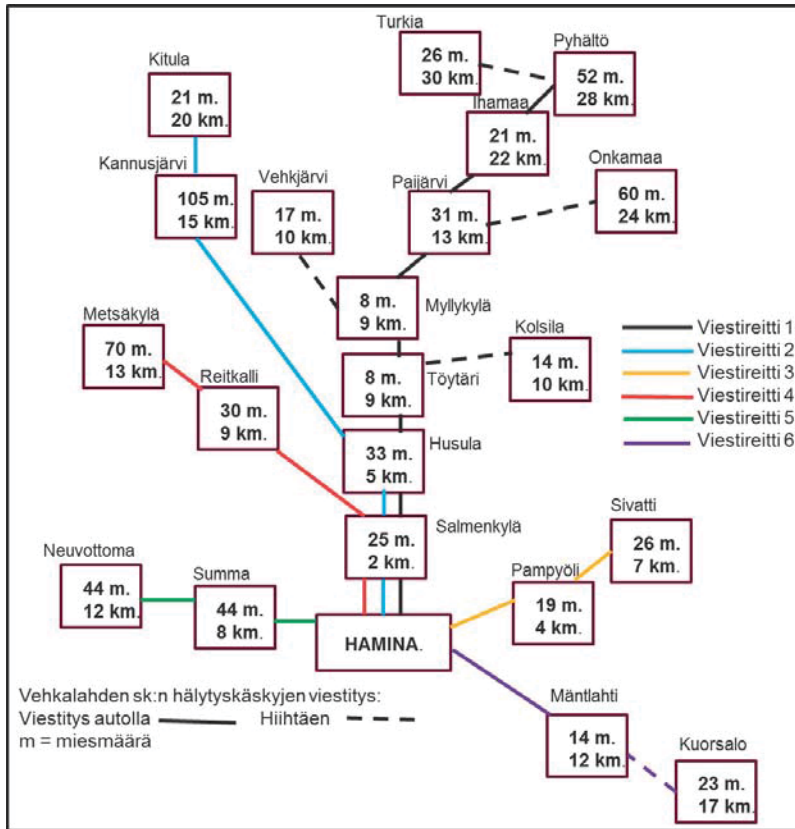 Turkia
26 m.
30 km.
Pyhältö
52 m.
28 km.
Kitula
21 m.
20 km.
Ihamaa
21 m.
22 km.
Kannusjärvi
105 m.
15 km.
Vehkjärvi
17 m.
10 km.
Paijärvi
31 m.
13 km.
Onkamaa
60 m.
24 km.
8 m.
9 km.
Myllykylä
Metsäkylä
70 m.
13 km.
Reitkalli
30 m.
9 km.
8 m.
9 km.
Töytäri
Kolsila
14 m.
10 km.
Viestireitti 1
Viestireitti 2
Viestireitti 3
Viestireitti 4
Viestireitti 5
Viestireitti 6
33 m.
5 km.
Husula
25 m.
2 km.
Salmenkylä
Sivatti
26 m.
7 km.
Neuvottoma
44 m.
12 km.
Summa
44 m.
8 km.
Pampyöli
19 m.
4 km.
HAMINA.
Vehkalahden sk:n hälytyskäskyjen viestitys:
Viestitys autolla Hiihtäen
m = miesmäärä
Mäntlahti
14 m.
12 km.
Kuorsalo
23 m.
17 km.